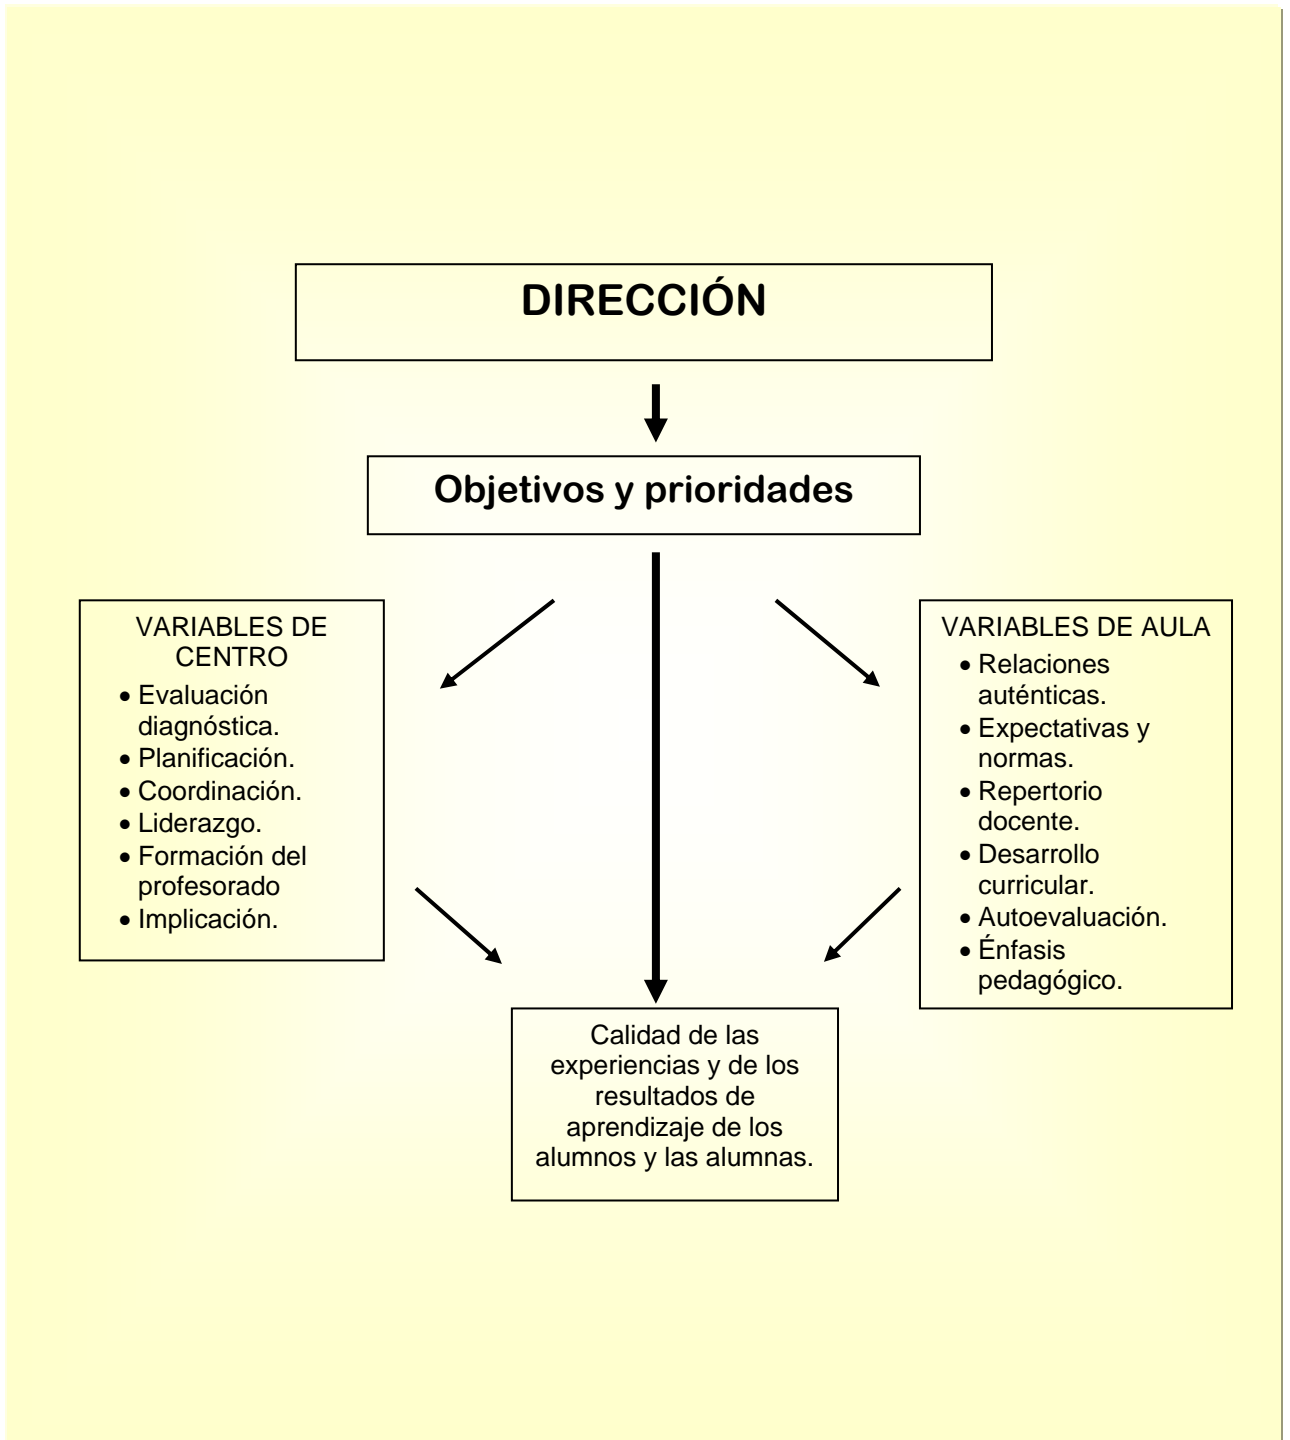 DIRECCIÓN
Objetivos y prioridades
VARIABLES DE
CENTRO
• Evaluación
diagnóstica.
• Planificación.
• Coordinación.
• Liderazgo.
• Formación del
profesorado
• Implicación.
VARIABLES DE AULA
• Relaciones
auténticas.
• Expectativas y
normas.
• Repertorio
docente.
• Desarrollo
curricular.
• Autoevaluación.
• Énfasis
pedagógico.
Calidad de las
experiencias y de los
resultados de
aprendizaje de los
alumnos y las alumnas.